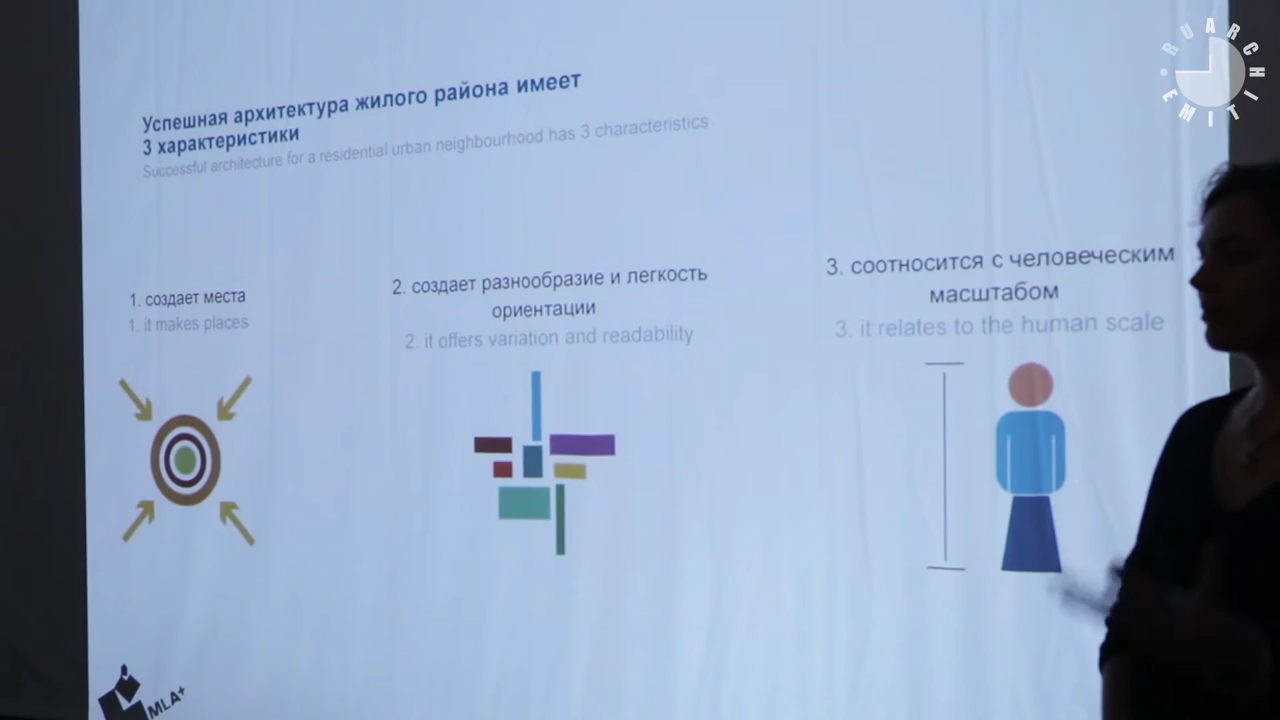 RUARCH
ITIME
Успешная архитектура жилого района имеет
3 характеристики
Successful architecture for a residential urban neighbourhood has 3 characteristics
1. создает места
1. it makes places
2. создает разнообразие и легкость
ориентации
2. it offers variation and readability
3. соотносится с человеческим
масштабом
3. it relates to the human scale
MLA+